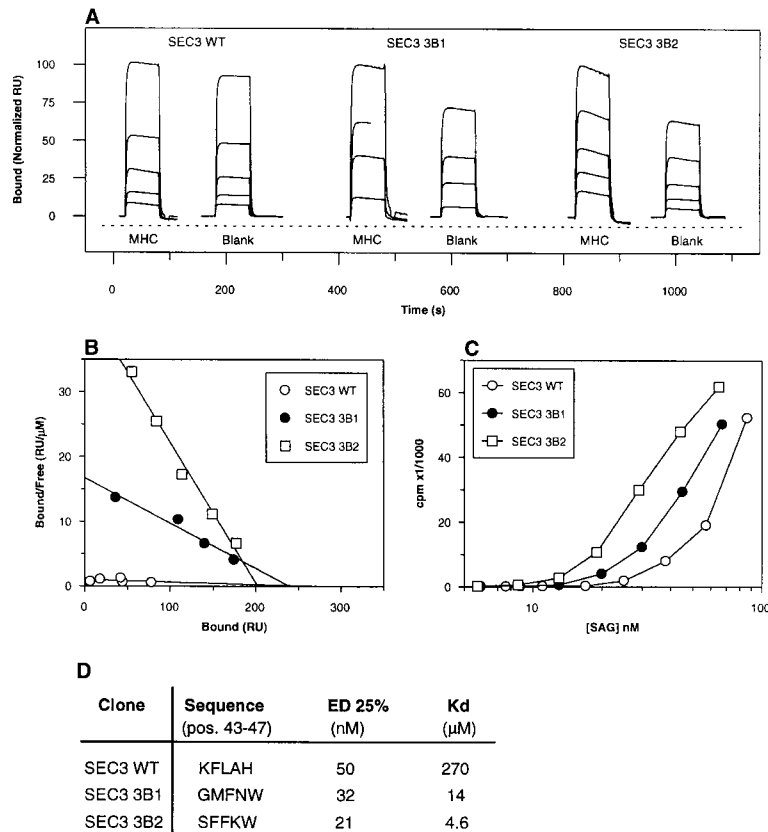 A
SEC3 WT SEC3 3B1 SEC3 3B2
Bound (Normalized RU)
100
75
50
25
0
MHC Blank MHC Blank MHC Blank
0 200 400 600 800 1000
Time (s)
B
Bound/Free (RU/μM)
30
20
10
0
SEC3 WT
SEC3 3B1
SEC3 3B2
0 100 200 300
Bound (RU)
C
cpm x1/1000
60
40
20
0
SEC3 WT
SEC3 3B1
SEC3 3B2
10 100
[SAG] nM
D
Clone Sequence ED 25% Kd
(pos. 43-47) (nM) (μM)
SEC3 WT KFLAH 50 270
SEC3 3B1 GMFNW 32 14
SEC3 3B2 SFFKW 21 4.6